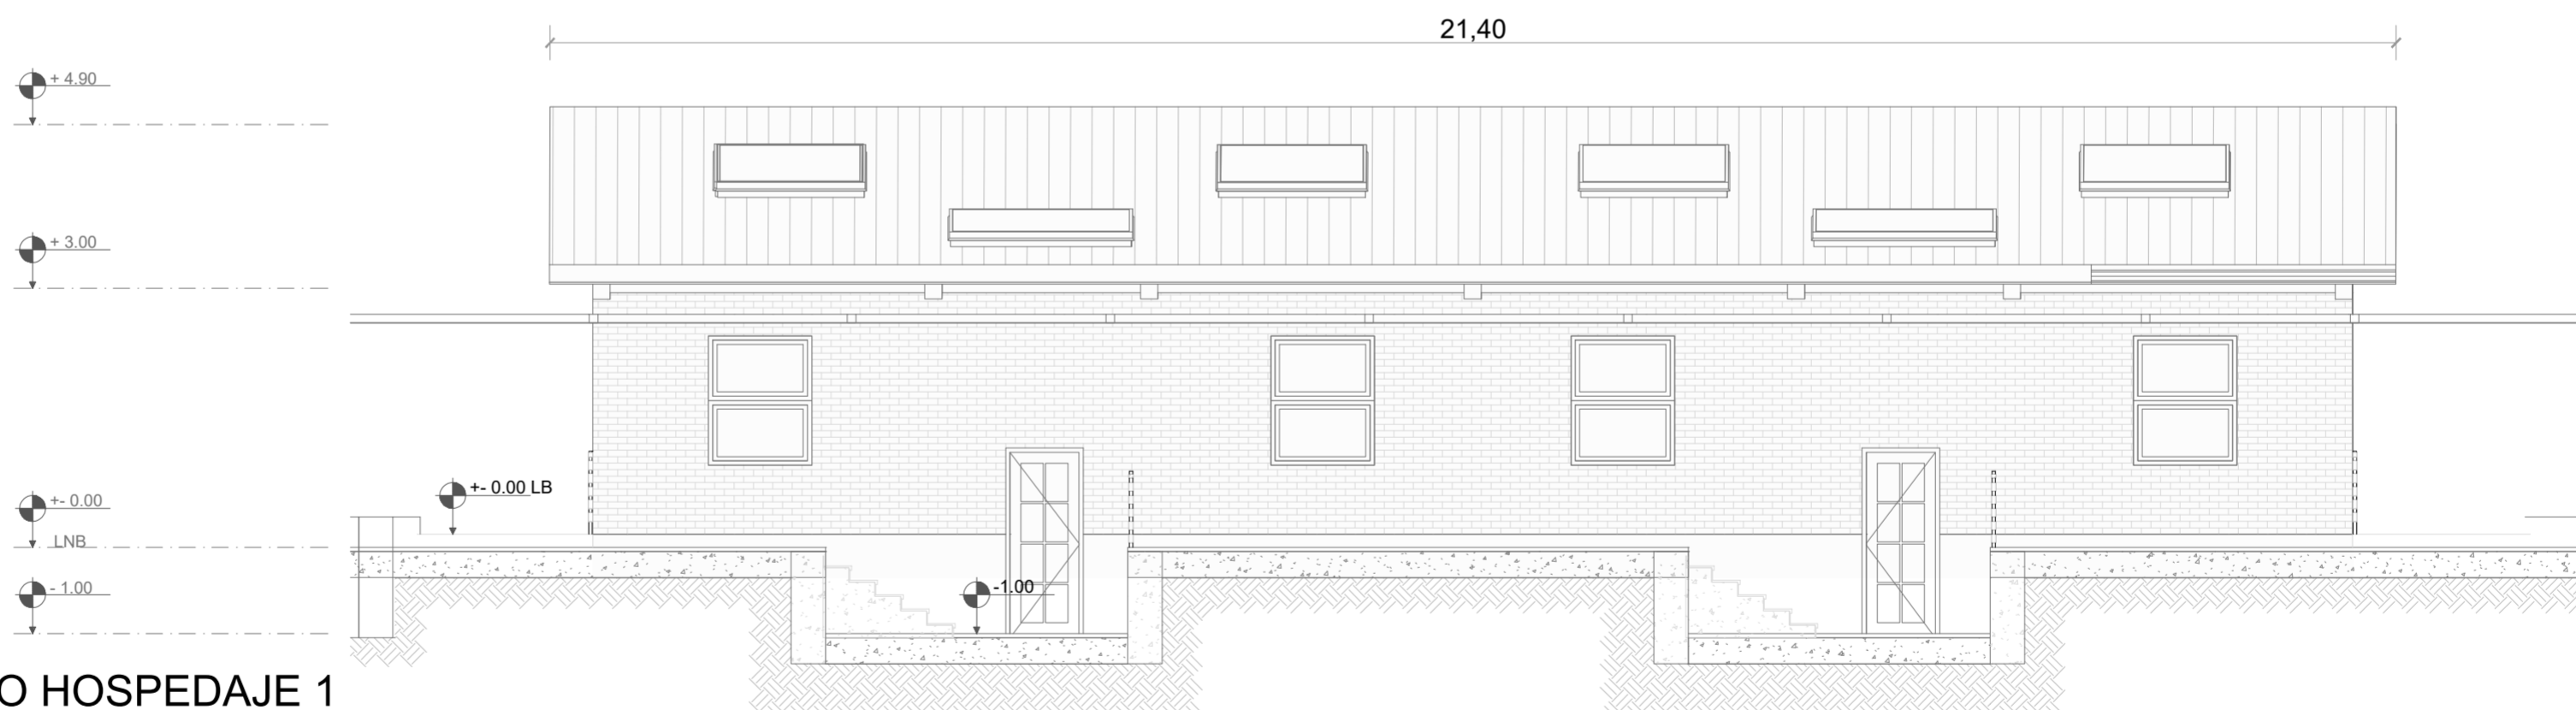 21,40
+ 4.90
+ 3.00
+- 0.00
LNB
+- 0.00 LB
- 1.00
-1.00
O HOSPEDAJE 1